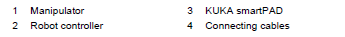 1 Manipulator 3 KUKA smartPAD
2 Robot controller 4 Connecting cables